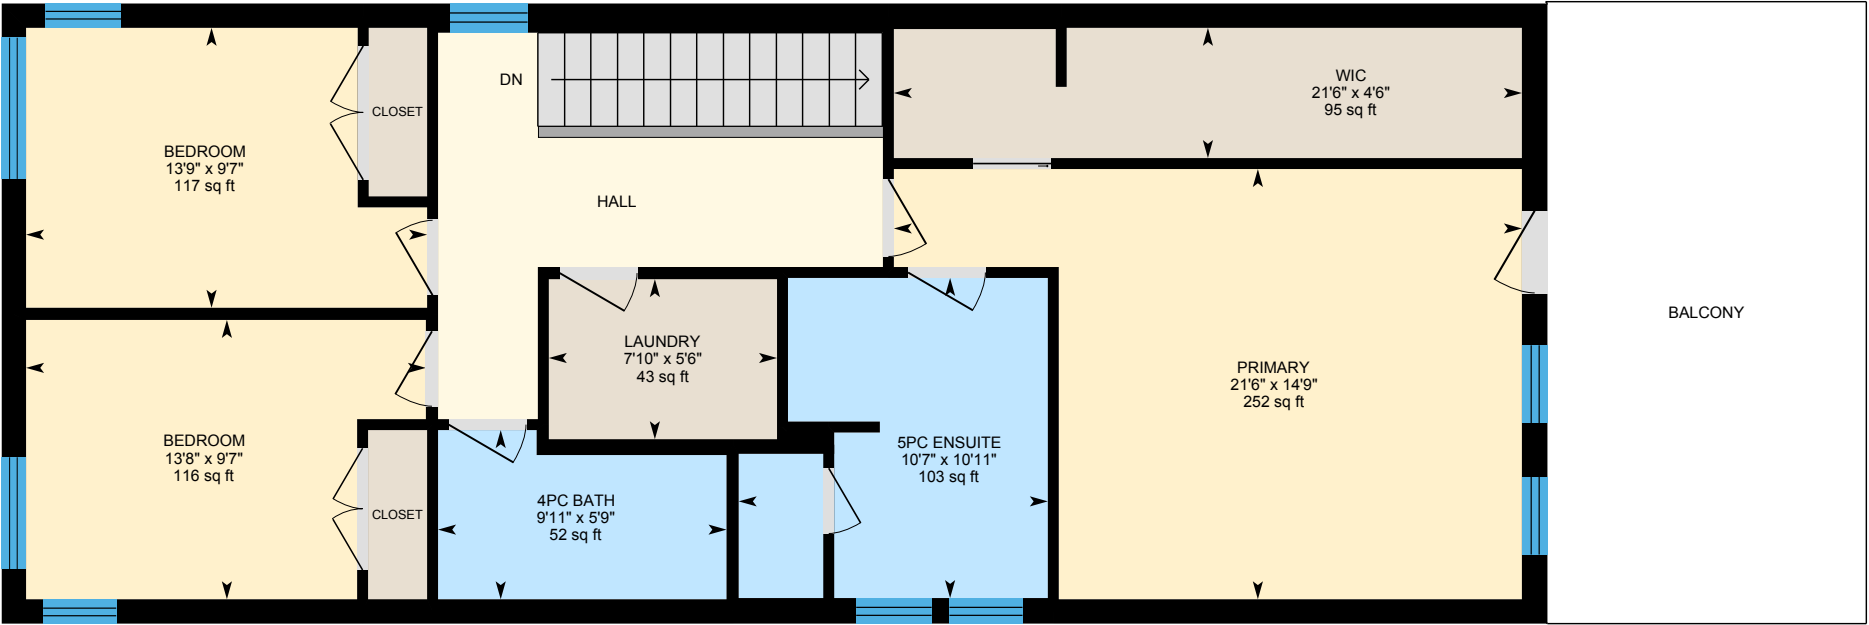 DN
WIC
21'6" x 4'6"
95 sq ft
CLOSET
BEDROOM
13'9" x 9'7"
117 sq ft
HALL
BALCONY
LAUNDRY
7'10" x 5'6"
43 sq ft
PRIMARY
21'6" x 14'9"
252 sq ft
BEDROOM
13'8" x 9'7"
116 sq ft
5PC ENSUITE
10'7" x 10'11"
103 sq ft
CLOSET
4PC BATH
9'11" x 5'9"
52 sq ft